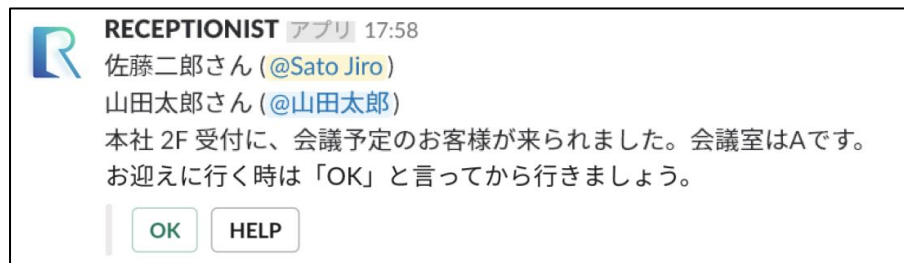 RECEPTIONIST アプリ 17:58
佐藤二郎さん (@Sato Jiro)
山田太郎さん (@山田太郎)
本社 2F 受付に、会議予定のお客様が来られました。会議室はAです。
お迎えに行く時は「OK」と言ってから行きましょう。
OK HELP